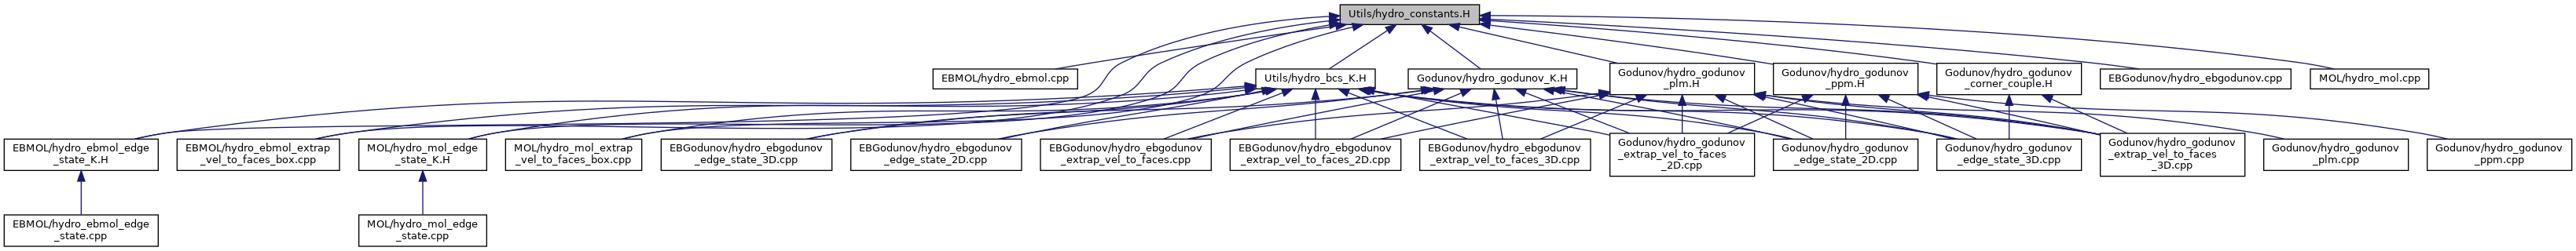 Utils/hydro_constants.H
EBMOL/hydro_ebmol.cpp
Utils/hydro_bcs_K.H
Godunov/hydro_godunov_K.H
Godunov/hydro_godunov
_plm.H
Godunov/hydro_godunov
_ppm.H
Godunov/hydro_godunov
_corner_couple.H
EBGodunov/hydro_ebgodunov.cpp
MOL/hydro_mol.cpp
EBMOL/hydro_ebmol_edge
_state_K.H
EBMOL/hydro_ebmol_extrap
_vel_to_faces_box.cpp
MOL/hydro_mol_edge
_state_K.H
MOL/hydro_mol_extrap
_vel_to_faces_box.cpp
EBGodunov/hydro_ebgodunov
_edge_state_3D.cpp
EBGodunov/hydro_ebgodunov
_edge_state_2D.cpp
EBGodunov/hydro_ebgodunov
_extrap_vel_to_faces.cpp
EBGodunov/hydro_ebgodunov
_extrap_vel_to_faces_2D.cpp
EBGodunov/hydro_ebgodunov
_extrap_vel_to_faces_3D.cpp
Godunov/hydro_godunov
_extrap_vel_to_faces
_2D.cpp
Godunov/hydro_godunov
_edge_state_2D.cpp
Godunov/hydro_godunov
_edge_state_3D.cpp
Godunov/hydro_godunov
_extrap_vel_to_faces
_3D.cpp
Godunov/hydro_godunov
_plm.cpp
Godunov/hydro_godunov
_ppm.cpp
EBMOL/hydro_ebmol_edge
_state.cpp
MOL/hydro_mol_edge
_state.cpp